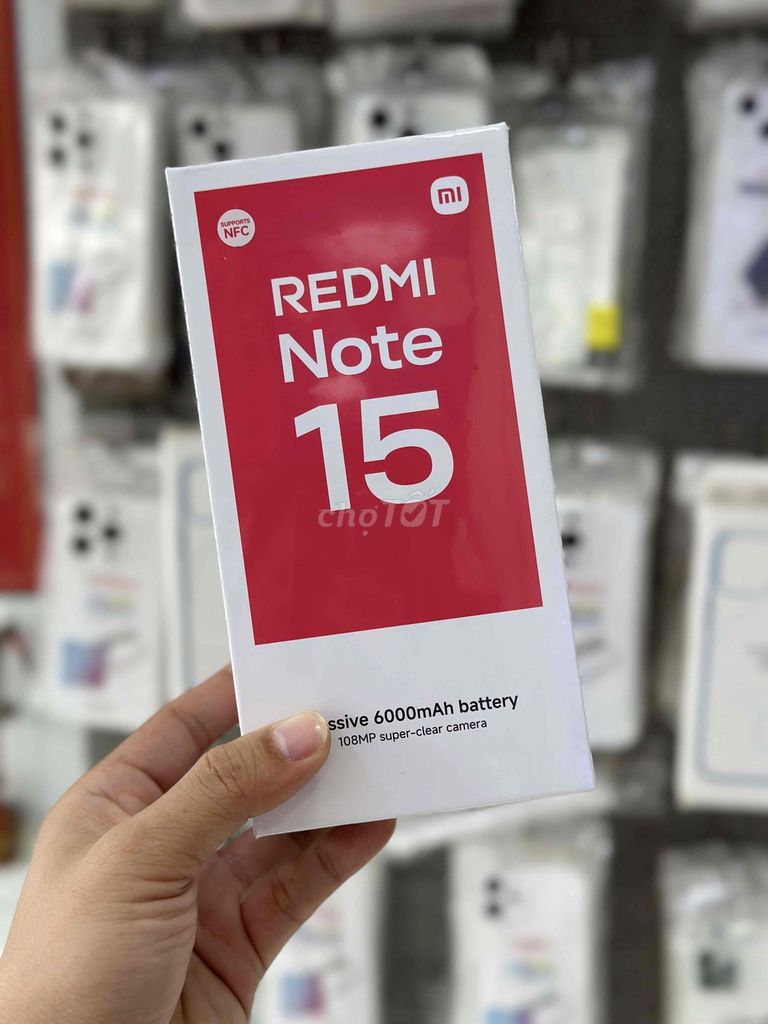 SUPPORTS
NFC
mi
REDMI
Note
15
chợTỐT
ssive 6000mAh battery
108MP super-clear camera